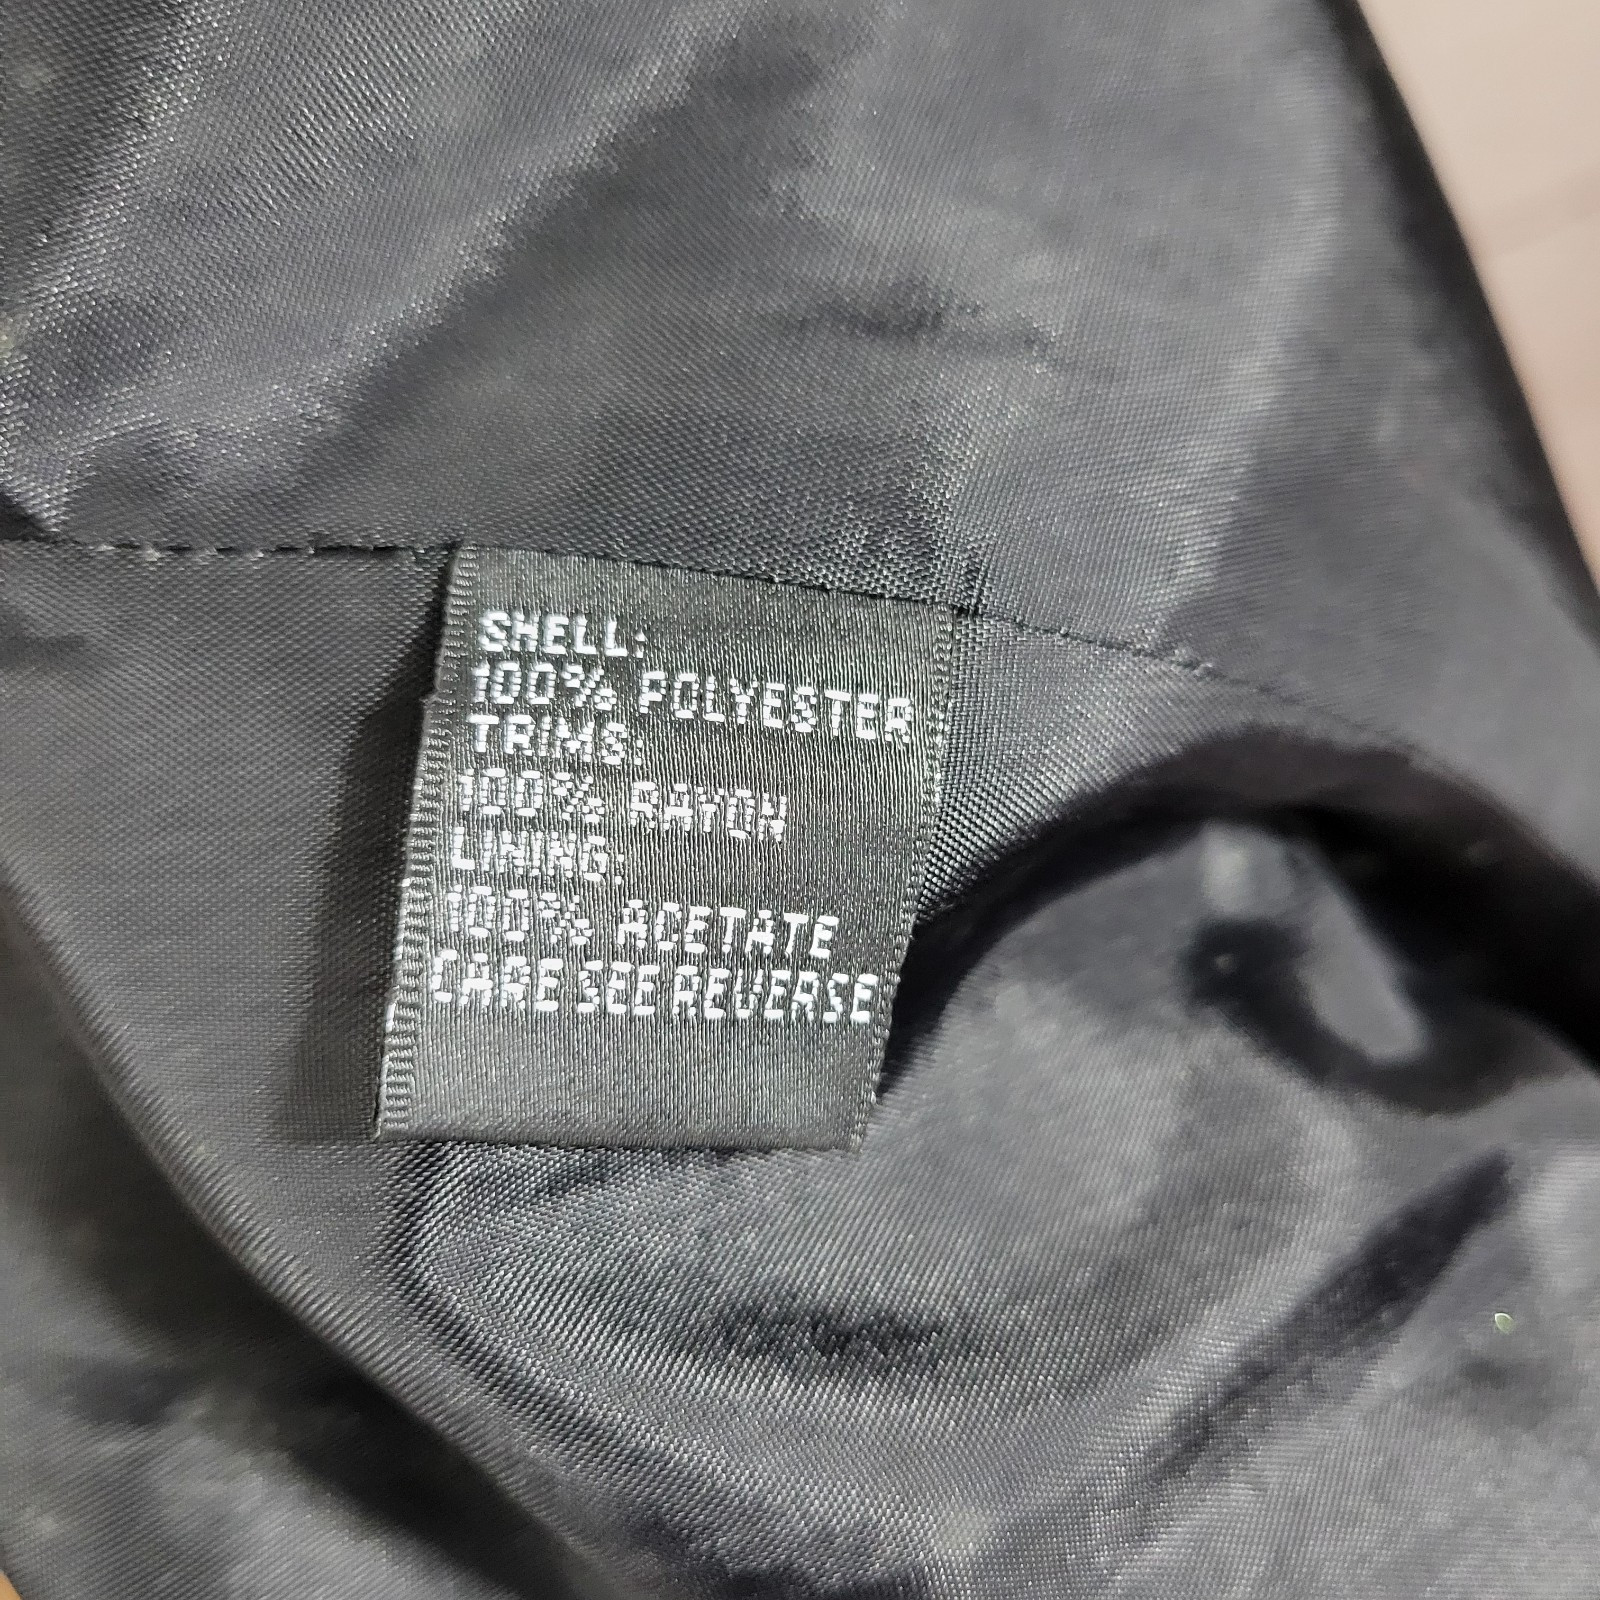 SHELL:
100% POLYESTER
TRIMS:
100% RAYON
LINING:
100% ACETATE
CARE SEE REVERSE